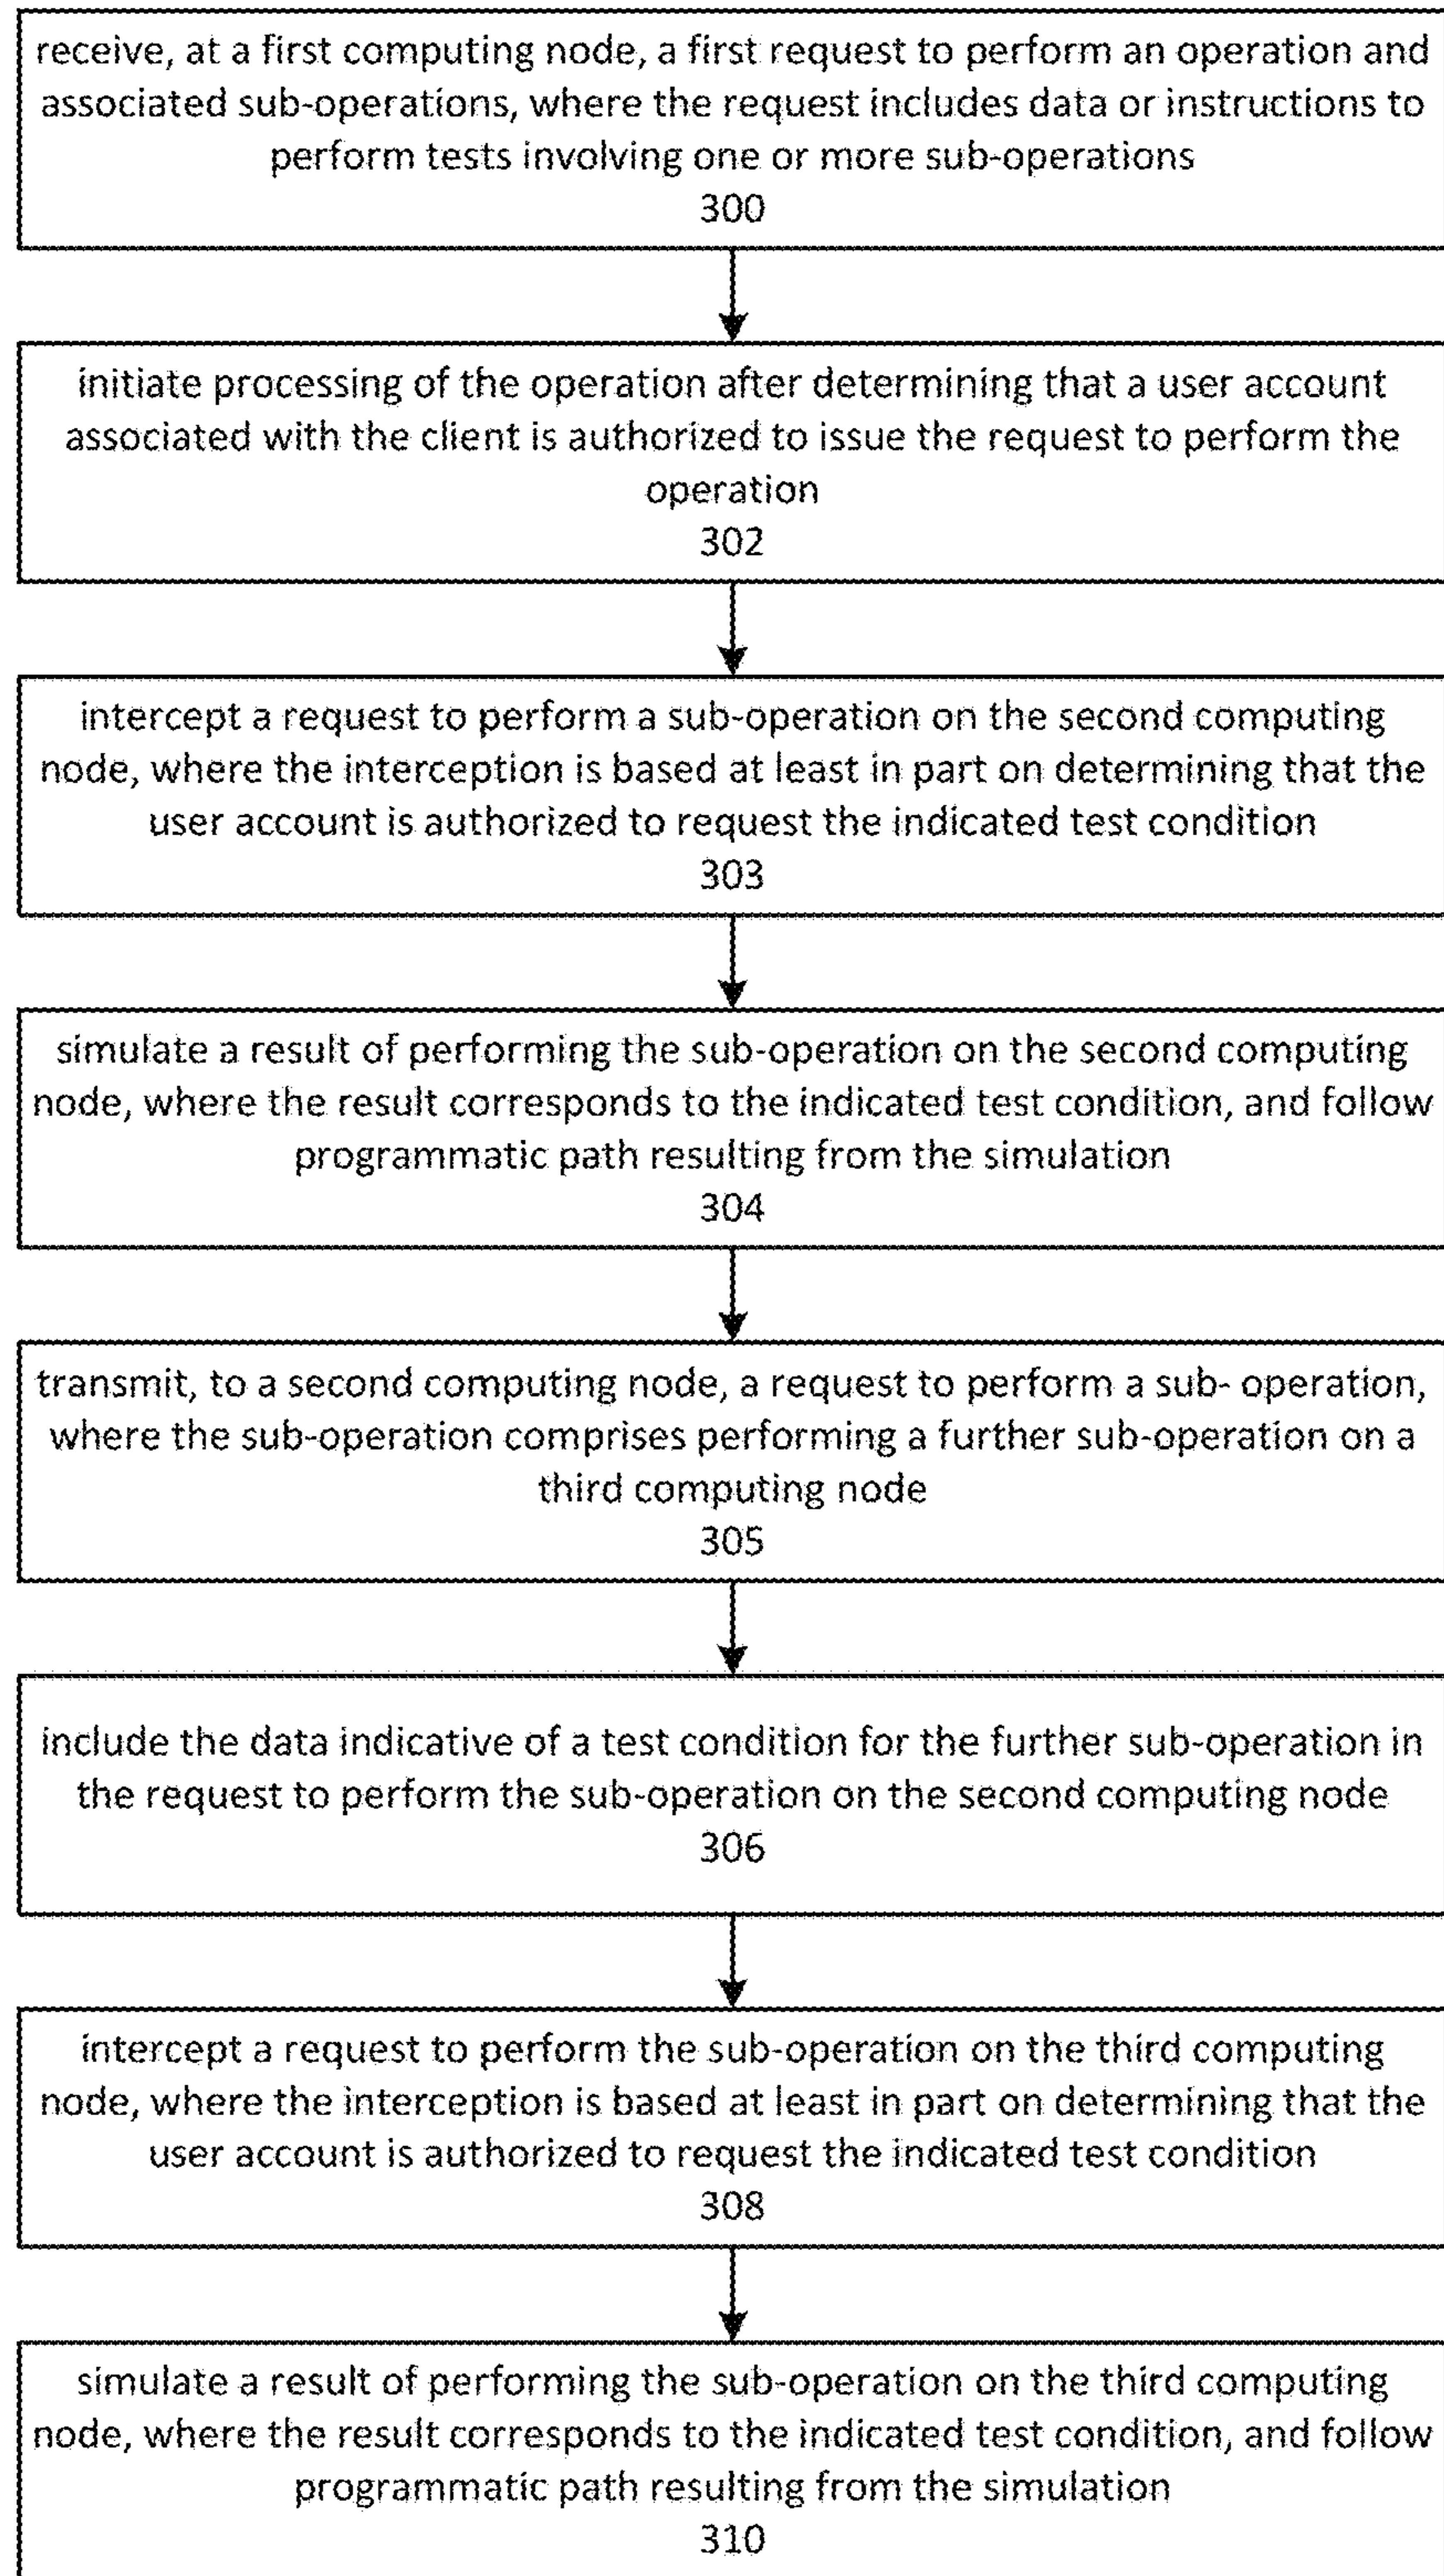 receive, at a first computing node, a first request to perform an operation and
associated sub-operations, where the request includes data or instructions to
perform tests involving one or more sub-operations
300
initiate processing of the operation after determining that a user account
associated with the client is authorized to issue the request to perform the
operation
302
intercept a request to perform a sub-operation on the second computing
node, where the interception is based at least in part on determining that the
user account is authorized to request the indicated test condition
303
simulate a result of performing the sub-operation on the second computing
node, where the result corresponds to the indicated test condition, and follow
programmatic path resulting from the simulation
304
transmit, to a second computing node, a request to perform a sub- operation,
where the sub-operation comprises performing a further sub-operation on a
third computing node
305
include the data indicative of a test condition for the further sub-operation in
the request to perform the sub-operation on the second computing node
306
intercept a request to perform the sub-operation on the third computing
node, where the interception is based at least in part on determining that the
user account is authorized to request the indicated test condition
308
simulate a result of performing the sub-operation on the third computing
node, where the result corresponds to the indicated test condition, and follow
programmatic path resulting from the simulation
310